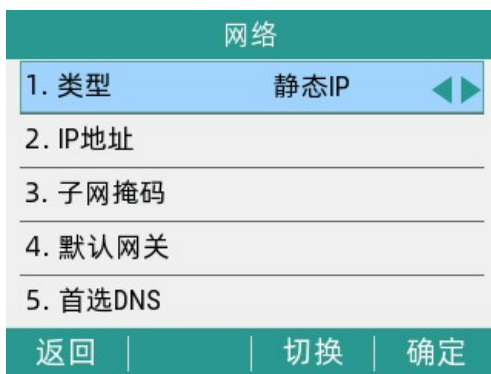 网络
1. 类型 静态IP
2. IP地址
3. 子网掩码
4. 默认网关
5. 首选DNS
返回 切换 确定